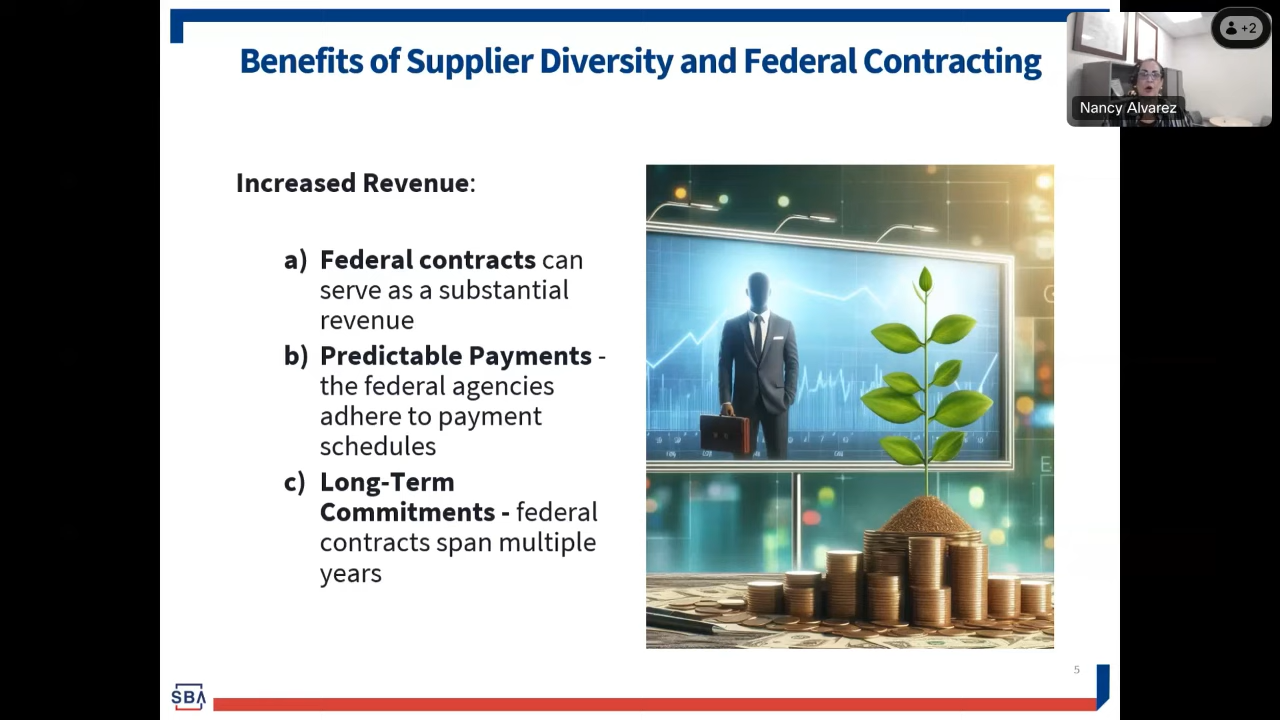 Benefits of Supplier Diversity and Federal Contracting
+2
Nancy Alvarez
Increased Revenue:
a) Federal contracts can
serve as a substantial
revenue
b) Predictable Payments -
the federal agencies
adhere to payment
schedules
c) Long-Term
Commitments - federal
contracts span multiple
years
5
SBA